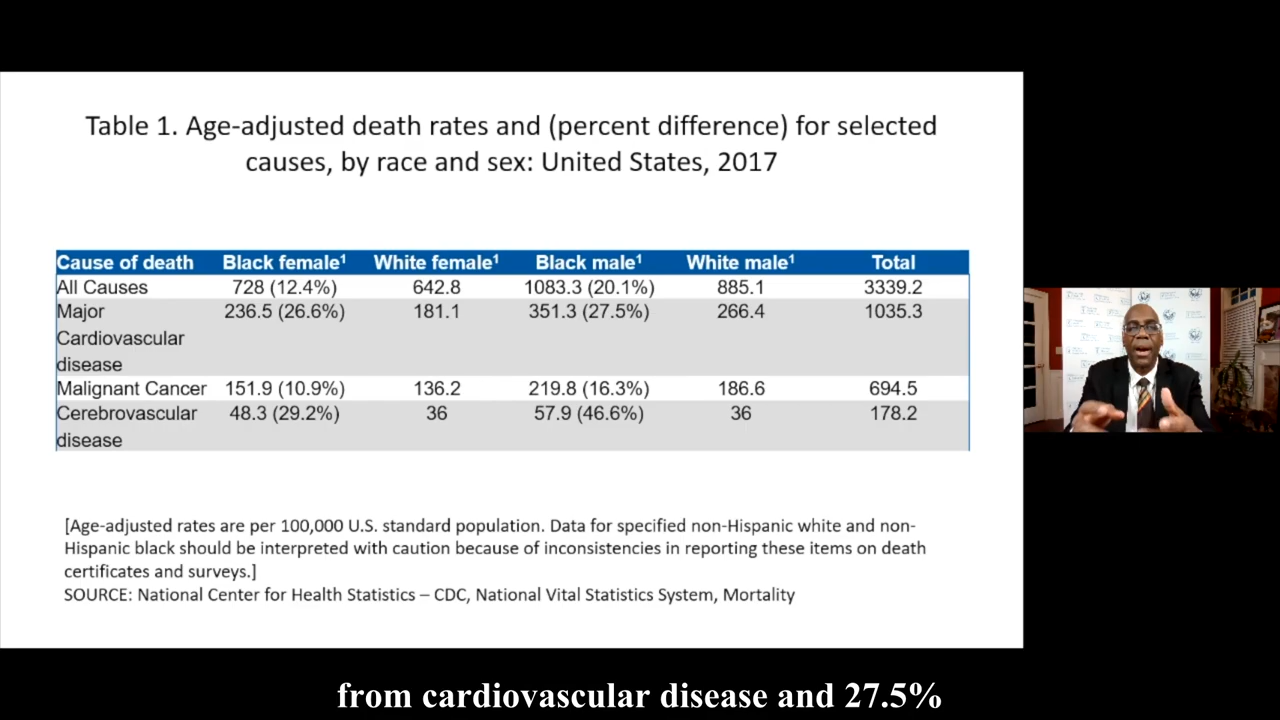 Table 1. Age-adjusted death rates and (percent difference) for selected
causes, by race and sex: United States, 2017
Cause of death Black female¹ White female¹ Black male¹ White male¹ Total
All Causes 728 (12.4%) 642.8 1083.3 (20.1%) 885.1 3339.2
Major 236.5 (26.6%) 181.1 351.3 (27.5%) 266.4 1035.3
Cardiovascular
disease
Malignant Cancer 151.9 (10.9%) 136.2 219.8 (16.3%) 186.6 694.5
Cerebrovascular 48.3 (29.2%) 36 57.9 (46.6%) 36 178.2
disease
[Age-adjusted rates are per 100,000 U.S. standard population. Data for specified non-Hispanic white and non-
Hispanic black should be interpreted with caution because of inconsistencies in reporting these items on death
certificates and surveys.]
SOURCE: National Center for Health Statistics – CDC, National Vital Statistics System, Mortality
from cardiovascular disease and 27.5%